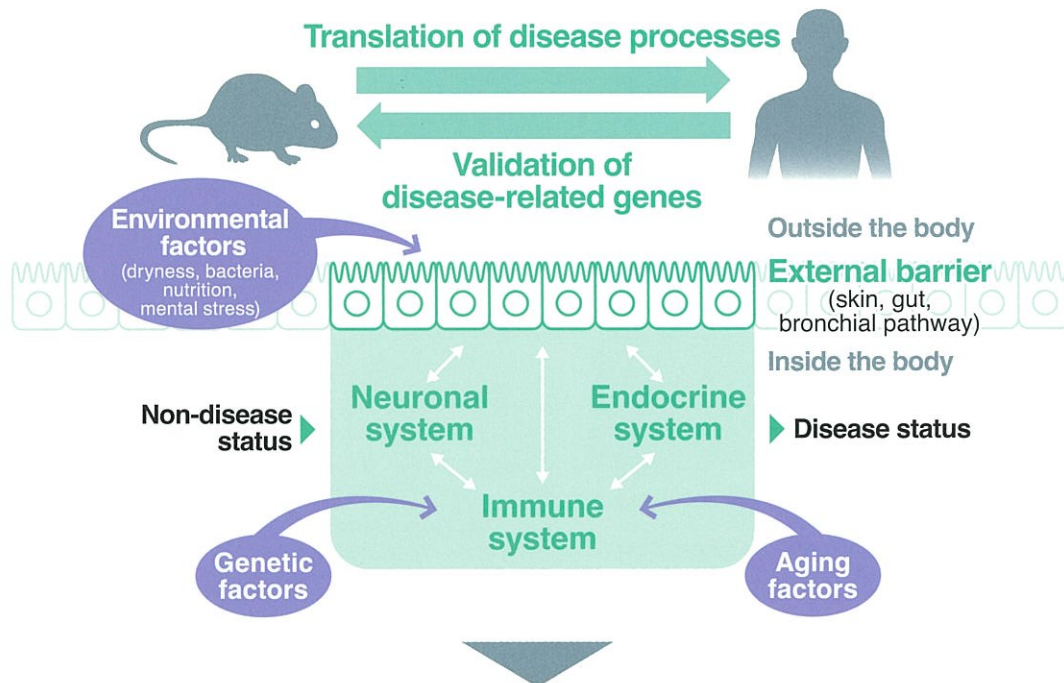 Translation of disease processes
Validation of
disease-related genes
Environmental
factors
(dryness, bacteria,
nutrition,
mental stress)
Outside the body
External barrier
(skin, gut,
bronchial pathway)
Inside the body
Neuronal
system
Endocrine
system
Non-disease
status
Disease status
Immune
system
Genetic
factors
Aging
factors